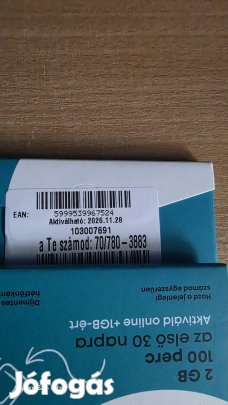 EAN: 5999539967524
Aktiválható: 2026.11.28
103007691
a Te számod: 70/780-3883
Díjmentes
hétfőnként
Hozd a jelenlegi
számod egyszerűen
Aktiváld online +1GB-ért
az első 30 napra
100 perc
2 GB
Jófogás